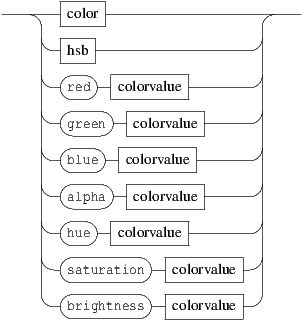 color
hsb
red colorvalue
green colorvalue
blue colorvalue
alpha colorvalue
hue colorvalue
saturation colorvalue
brightness colorvalue